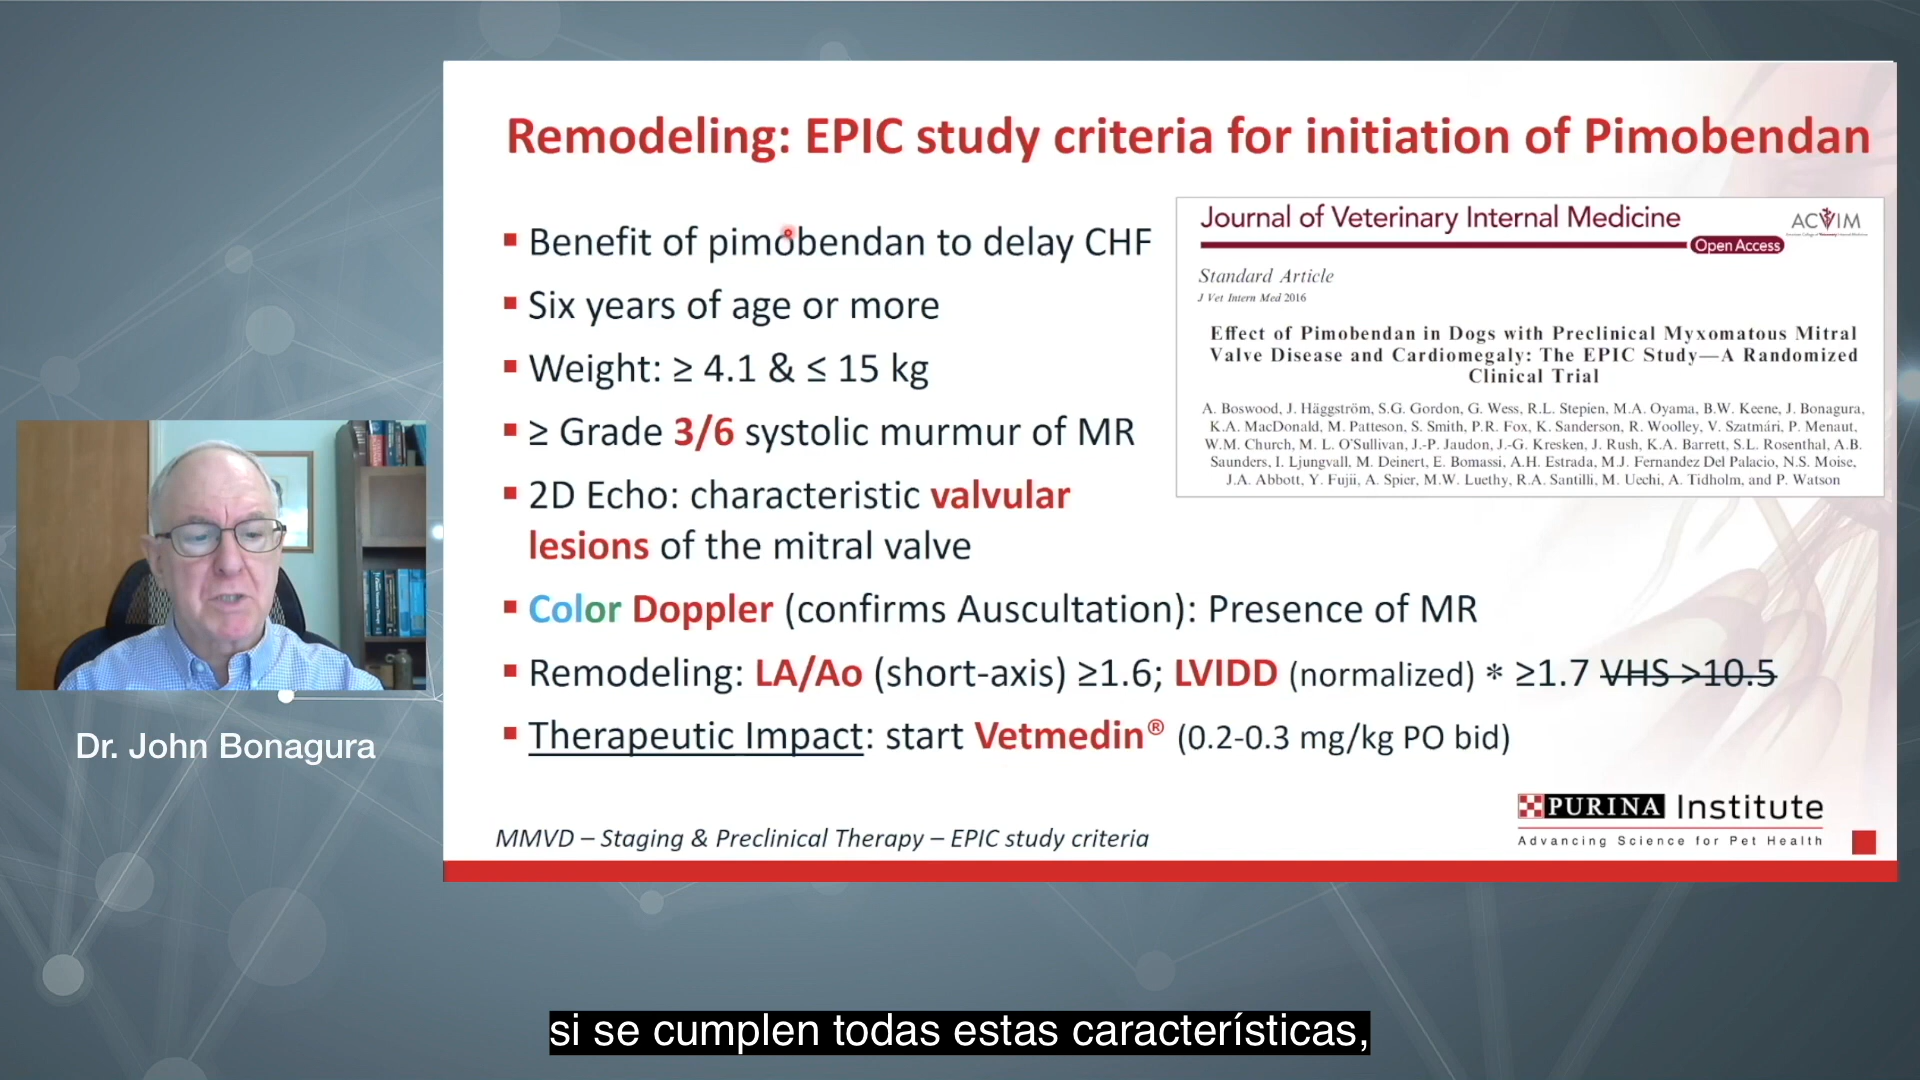 Remodeling: EPIC study criteria for initiation of Pimobendan
▪ Benefit of pimobendan to delay CHF
▪ Six years of age or more
▪ Weight: ≥ 4.1 & ≤ 15 kg
▪ ≥ Grade 3/6 systolic murmur of MR
▪ 2D Echo: characteristic valvular
lesions of the mitral valve
▪ Color Doppler (confirms Auscultation): Presence of MR
▪ Remodeling: LA/Ao (short-axis) ≥1.6; LVIDD (normalized) * ≥1.7 VHS >10.5
▪ Therapeutic Impact: start Vetmedin® (0.2-0.3 mg/kg PO bid)
Journal of Veterinary Internal Medicine
ACVIM
Open Access
Standard Article
J Vet Intern Med 2016
Effect of Pimobendan in Dogs with Preclinical Myxomatous Mitral
Valve Disease and Cardiomegaly: The EPIC Study—A Randomized
Clinical Trial
A. Boswood, J. Häggström, S.G. Gordon, G. Wess, R.L. Stepien, M.A. Oyama, B.W. Keene, J. Bonagura,
K.A. MacDonald, M. Patteson, S. Smith, P.R. Fox, K. Sanderson, R. Woolley, V. Szatmári, P. Menaut,
W.M. Church, M. L. O'Sullivan, J.-P. Jaudon, J.-G. Kresken, J. Rush, K.A. Barrett, S.L. Rosenthal, A.B.
Saunders, I. Ljungvall, M. Deinert, E. Bomassi, A.H. Estrada, M.J. Fernandez Del Palacio, N.S. Moise,
J.A. Abbott, Y. Fujii, A. Spier, M.W. Luethy, R.A. Santilli, M. Uechi, A. Tidholm, and P. Watson
Dr. John Bonagura
MMVD – Staging & Preclinical Therapy – EPIC study criteria
PURINA Institute
Advancing Science for Pet Health
si se cumplen todas estas características,